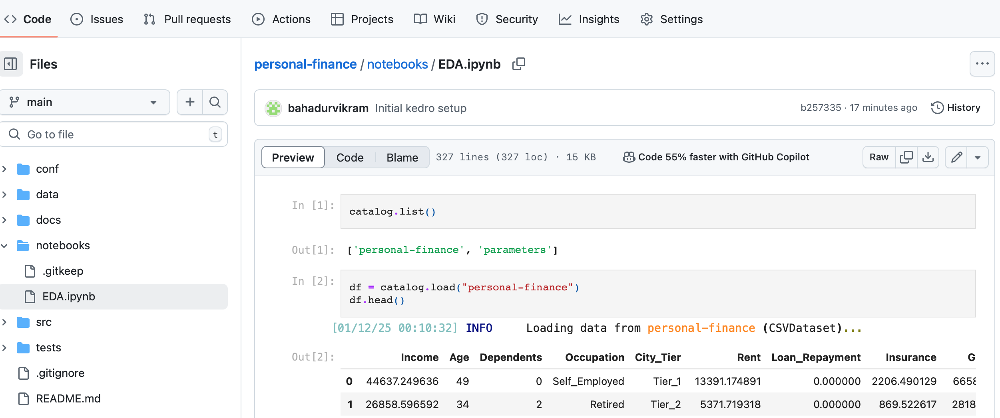 Code Issues Pull requests Actions Projects Wiki Security Insights Settings
Files
main
Go to file t
conf
data
docs
notebooks
.gitkeep
EDA.ipynb
src
tests
.gitignore
README.md
personal-finance / notebooks / EDA.ipynb
bahadurvikram Initial kedro setup b257335 · 17 minutes ago History
Preview Code Blame 327 lines (327 loc) · 15 KB Code 55% faster with GitHub Copilot Raw
In [1]: catalog.list()
Out[1]: ['personal-finance', 'parameters']
In [2]: df = catalog.load("personal-finance")
df.head()
[01/12/25 00:10:32] INFO Loading data from personal-finance (CSVDataset)...
Out[2]: Income Age Dependents Occupation City_Tier Rent Loan_Repayment Insurance G
0 44637.249636 49 0 Self_Employed Tier_1 13391.174891 0.000000 2206.490129 6658
1 26858.596592 34 2 Retired Tier_2 5371.719318 0.000000 869.522617 2818